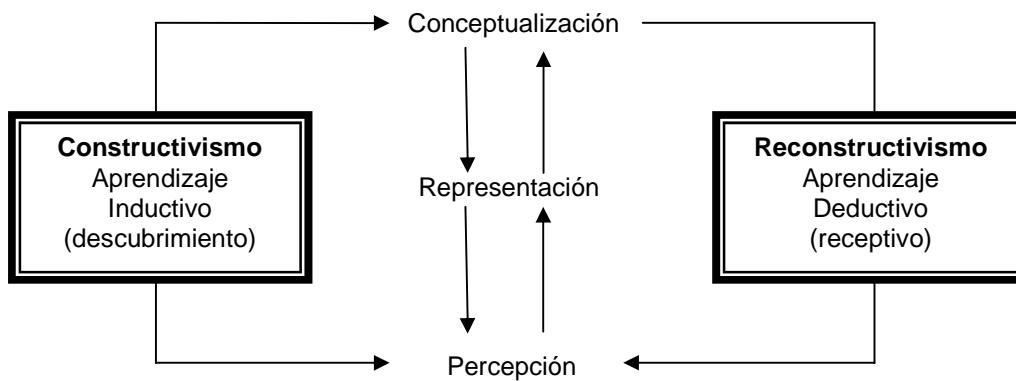 Conceptualización
Constructivismo
Aprendizaje
Inductivo
(descubrimiento)
Representación
Reconstructivismo
Aprendizaje
Deductivo
(receptivo)
Percepción